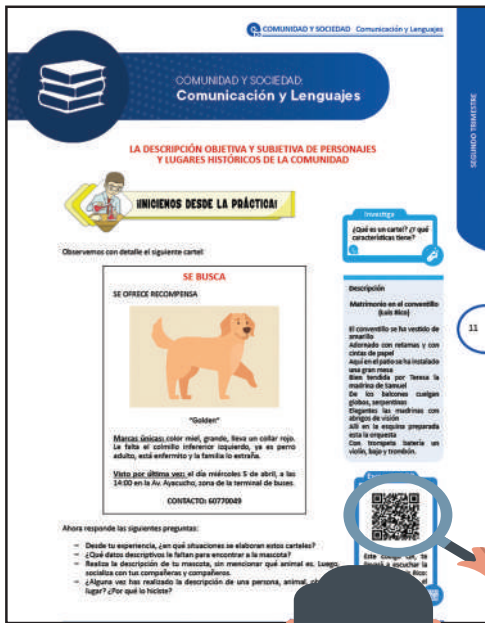 COMUNIDAD Y SOCIEDAD Comunicación y Lenguajes
COMUNIDAD Y SOCIEDAD:
Comunicación y Lenguajes
SEGUNDO TRIMESTRE
LA DESCRIPCIÓN OBJETIVA Y SUBJETIVA DE PERSONAJES
Y LUGARES HISTÓRICOS DE LA COMUNIDAD
¡INICIEMOS DESDE LA PRÁCTICA!
Observemos con detalle el siguiente cartel:
SE BUSCA
SE OFRECE RECOMPENSA
"Golden"
Marcas únicas: color miel, grande, lleva un collar rojo.
Le falta el colmillo inferencor izquierdo, ya es perro
adulto, está enfermito y la familia lo extraña.
Visto por última vez: el día miércoles 5 de abril, a las
14:00 en la Av. Ayacucho, zona de la terminal de buses.
CONTACTO: 60770049
Ahora responde las siguientes preguntas:
– Desde tu experiencia, ¿en qué situaciones se elaboran estos carteles?
– ¿Qué datos descriptivos le faltan para encontrar a la mascota?
– Realiza la descripción de tu mascota, sin mencionar qué animal es. Luego,
socializa con tus compañeras y compañeros.
– ¿Alguna vez has realizado la descripción de una persona, animal,
lugar? ¿Por qué lo hiciste?
Investiga
¿Qué es un cartel? ¿Y qué
características tiene?
Descripción
Matrimonio en el conventillo
(Luis Rico)
El conventillo se ha vestido de
amarillo
Adornado con retamas y con
cintas de papel
Aquí en el patio se ha instalado
una gran mesa
Bien tendida por Teresa la
madrina de Samuel
De los balcones cuelgan
globos, serpentinas
Elegantes las madrinas con
abrigos de visión
Allí en la esquina preparada
esta la orquesta
Con trompeta batería un
violín, bajo y trombón.
11
Este te
a escuchar la
Rico:
el